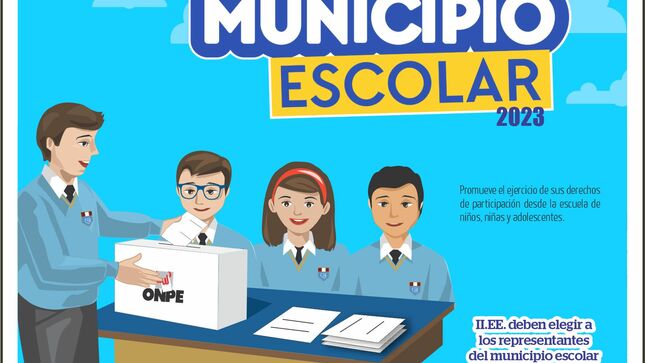 MUNICIPIO
ESCOLAR
2023
Promueve el ejercicio de sus derechos
de participación desde la escuela de
niños, niñas y adolescentes.
ONPE
II.EE. deben elegir a
los representantes
del municipio escolar